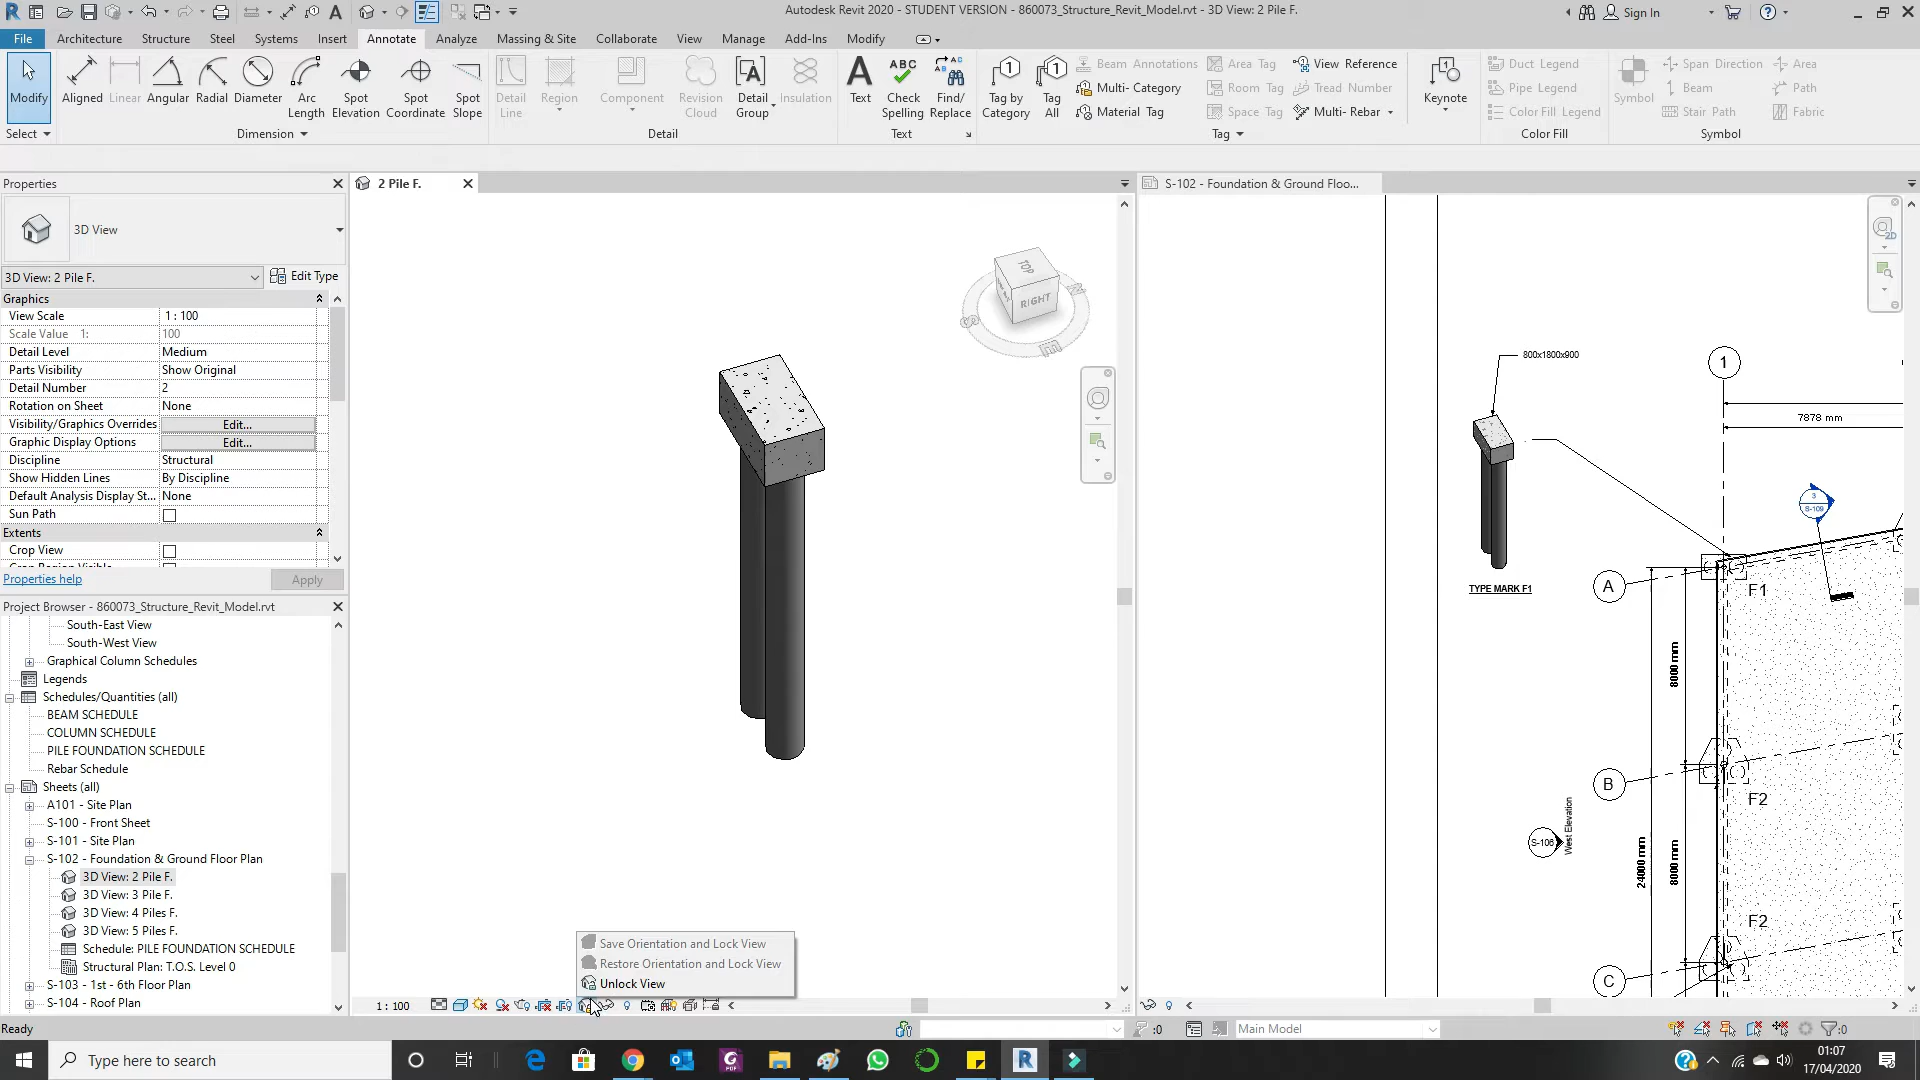 Autodesk Revit 2020 - STUDENT VERSION - 860073_Structure_Revit_Model.rvt - 3D View: 2 Pile F.
Sign In
File Architecture Structure Steel Systems Insert Annotate Analyze Massing & Site Collaborate View Manage Add-Ins Modify
Modify
Aligned Linear Angular Radial Diameter Arc Length Spot Elevation Spot Coordinate Spot Slope
Detail Line Region Component Revision Cloud Detail Group Insulation
Text Check Spelling Find/ Replace
Tag by Category Tag All
Beam Annotations Area Tag View Reference
Multi- Category Room Tag Tread Number
Material Tag Space Tag Multi- Rebar
Keynote
Duct Legend
Pipe Legend
Color Fill Legend
Symbol
Span Direction Area
Beam Path
Stair Path Fabric
Select Dimension Detail Text Tag Color Fill Symbol
Properties
3D View
3D View: 2 Pile F. Edit Type
Graphics
View Scale 1 : 100
Scale Value 1: 100
Detail Level Medium
Parts Visibility Show Original
Detail Number 2
Rotation on Sheet None
Visibility/Graphics Overrides Edit...
Graphic Display Options Edit...
Discipline Structural
Show Hidden Lines By Discipline
Default Analysis Display St... None
Sun Path
Extents
Crop View
Properties help Apply
Project Browser - 860073_Structure_Revit_Model.rvt
South-East View
South-West View
Graphical Column Schedules
Legends
Schedules/Quantities (all)
BEAM SCHEDULE
COLUMN SCHEDULE
PILE FOUNDATION SCHEDULE
Rebar Schedule
Sheets (all)
A101 - Site Plan
S-100 - Front Sheet
S-101 - Site Plan
S-102 - Foundation & Ground Floor Plan
3D View: 2 Pile F.
3D View: 3 Pile F.
3D View: 4 Piles F.
3D View: 5 Piles F.
Schedule: PILE FOUNDATION SCHEDULE
Structural Plan: T.O.S. Level 0
S-103 - 1st - 6th Floor Plan
S-104 - Roof Plan
2 Pile F.
TOP
RIGHT
S
E
N
Save Orientation and Lock View
Restore Orientation and Lock View
Unlock View
1 : 100
S-102 - Foundation & Ground Floo...
2D
800x1800x900
TYPE MARK F1
1
7878 mm
3
S-109
A
F1
8000 mm
B
F2
S-106
West Elevation
24000 mm
8000 mm
F2
C
Ready
:0
Main Model
:0
Type here to search
01:07
17/04/2020